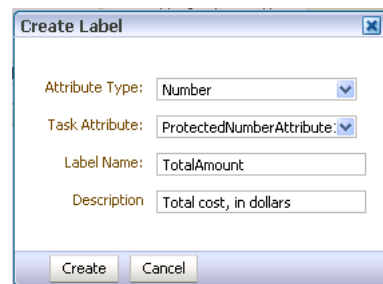 Create Label
Attribute Type: Number
Task Attribute: ProtectedNumberAttribute
Label Name: TotalAmount
Description Total cost, in dollars
Create Cancel